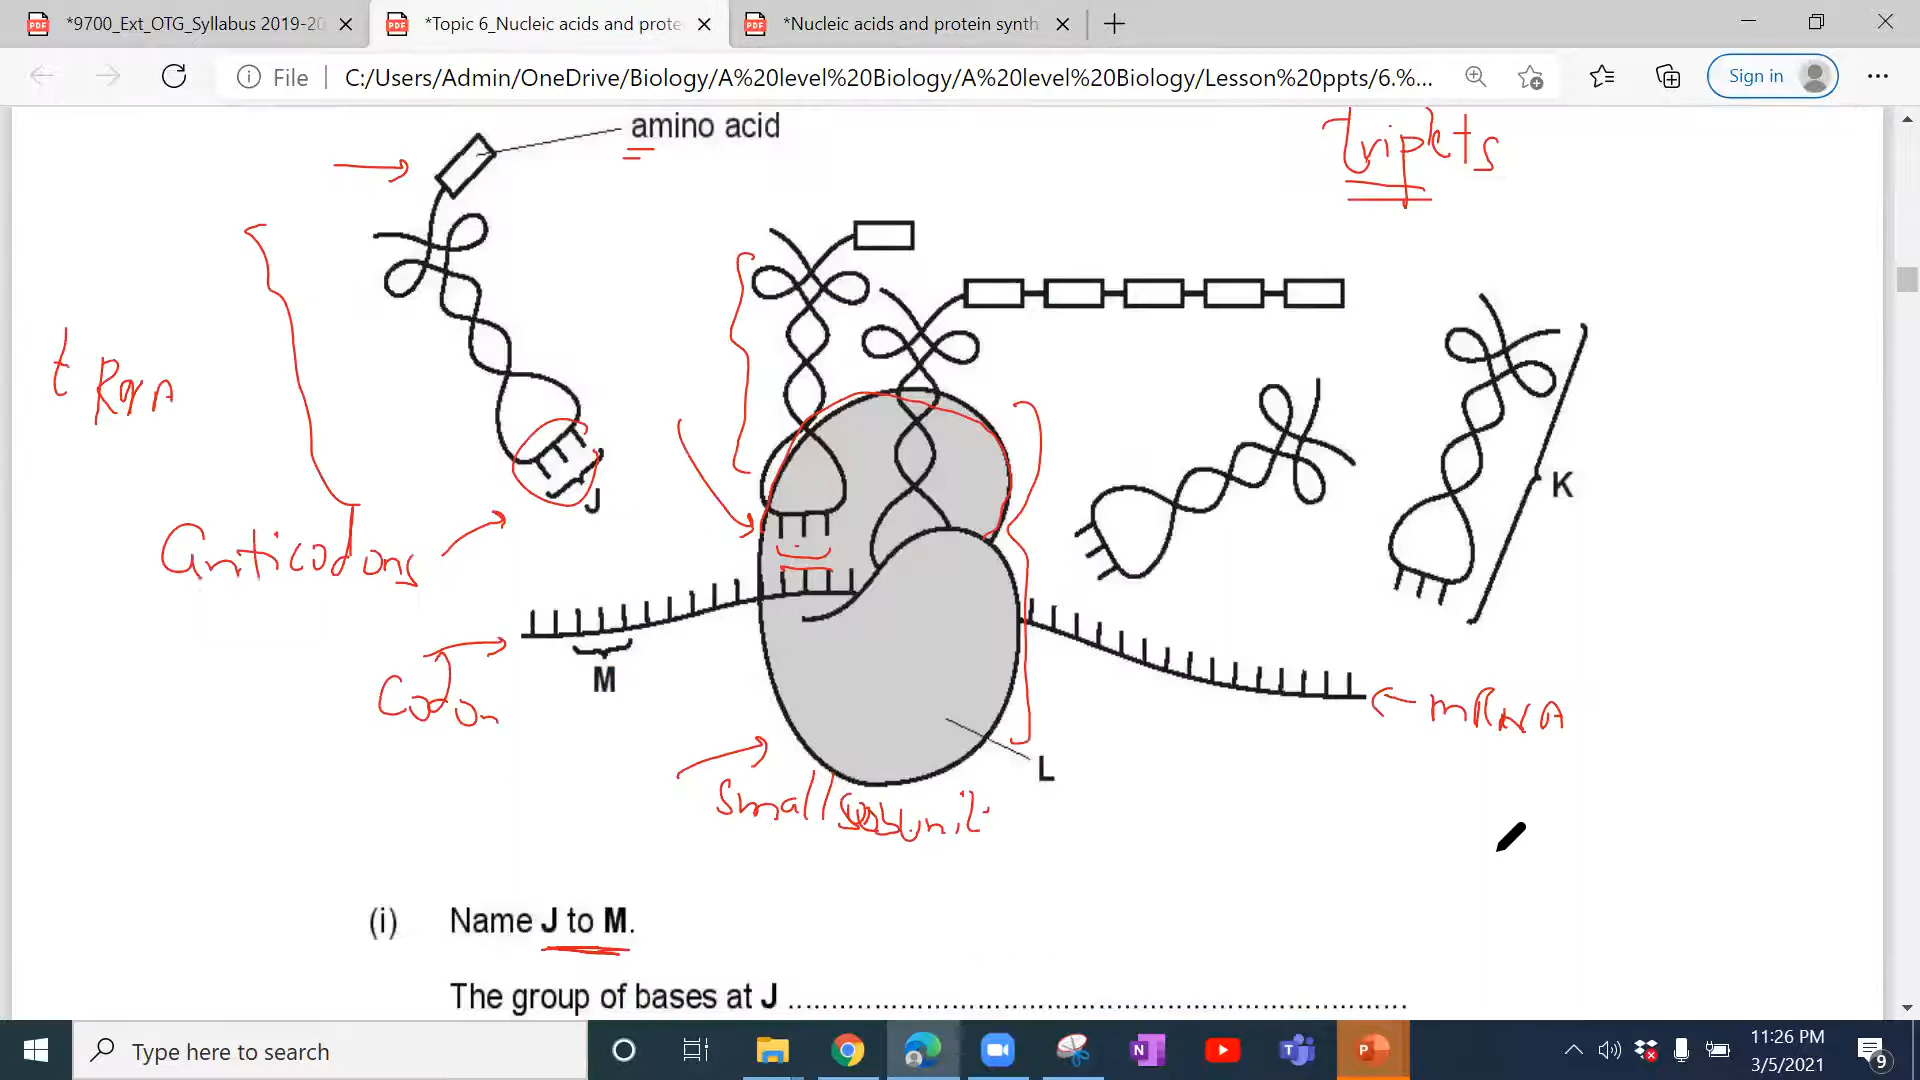 *9700_Ext_OTG_Syllabus 2019-20
*Topic 6_Nucleic acids and prote
*Nucleic acids and protein synth
File
C:/Users/Admin/OneDrive/Biology/A%20level%20Biology/A%20level%20Biology/Lesson%20ppts/6.%...
Sign in
amino acid
triplets
t RNA
K
J
Anticodons
M
Codon
mRNA
L
Small subunit
(i) Name J to M.
The group of bases at J ......................................................
Type here to search
N
P
11:26 PM
3/5/2021
9